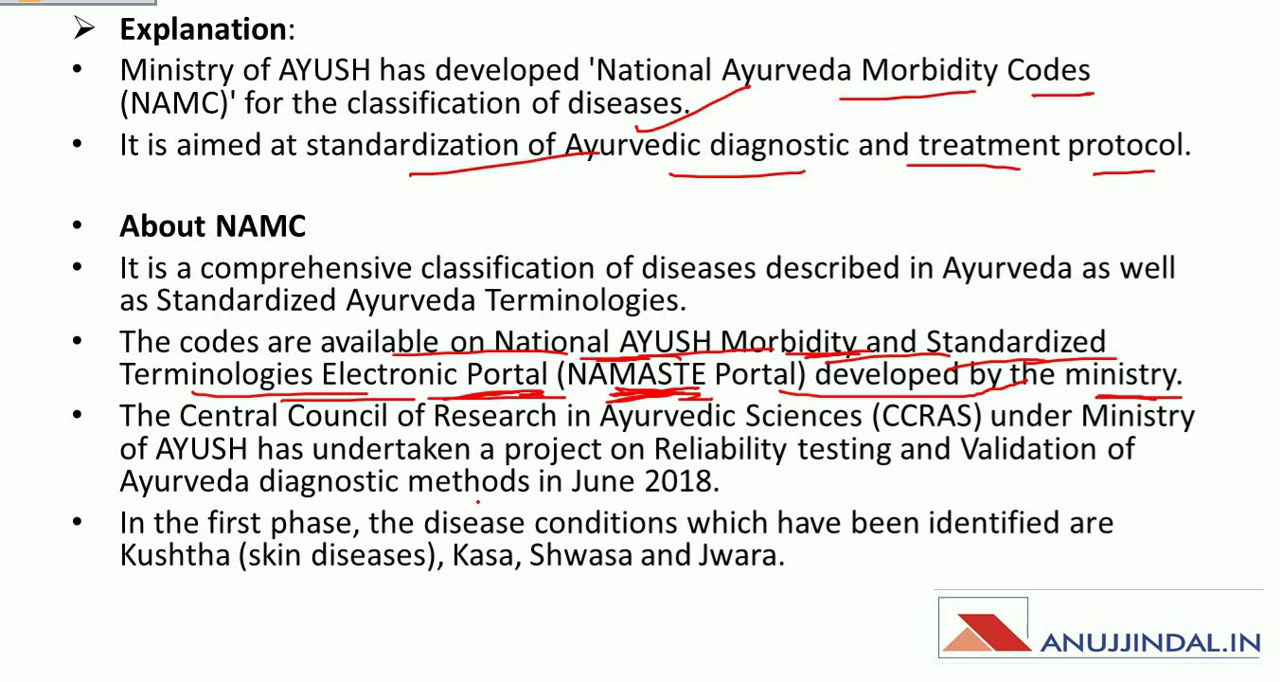 ➢ Explanation:
• Ministry of AYUSH has developed 'National Ayurveda Morbidity Codes
(NAMC)' for the classification of diseases.
• It is aimed at standardization of Ayurvedic diagnostic and treatment protocol.
• About NAMC
• It is a comprehensive classification of diseases described in Ayurveda as well
as Standardized Ayurveda Terminologies.
• The codes are available on National AYUSH Morbidity and Standardized
Terminologies Electronic Portal (NAMASTE Portal) developed by the ministry.
• The Central Council of Research in Ayurvedic Sciences (CCRAS) under Ministry
of AYUSH has undertaken a project on Reliability testing and Validation of
Ayurveda diagnostic methods in June 2018.
• In the first phase, the disease conditions which have been identified are
Kushtha (skin diseases), Kasa, Shwasa and Jwara.
ANUJJINDAL.IN